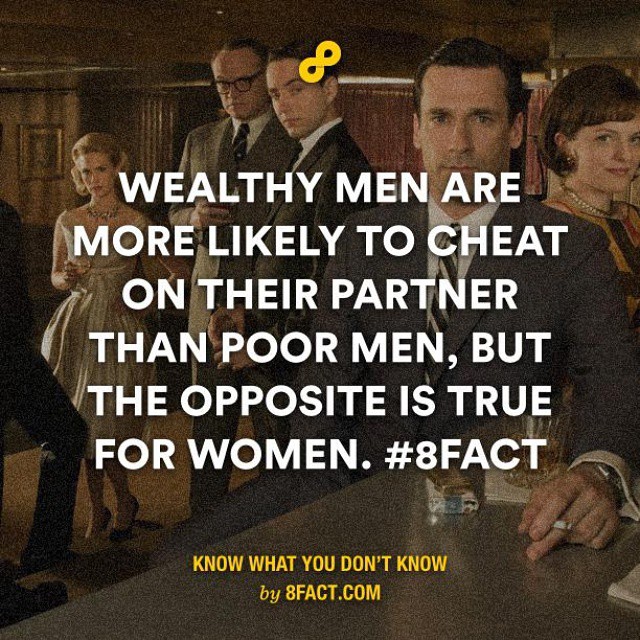 WEALTHY MEN ARE
MORE LIKELY TO CHEAT
ON THEIR PARTNER
THAN POOR MEN, BUT
THE OPPOSITE IS TRUE
FOR WOMEN. #8FACT
KNOW WHAT YOU DON'T KNOW
by 8FACT.COM